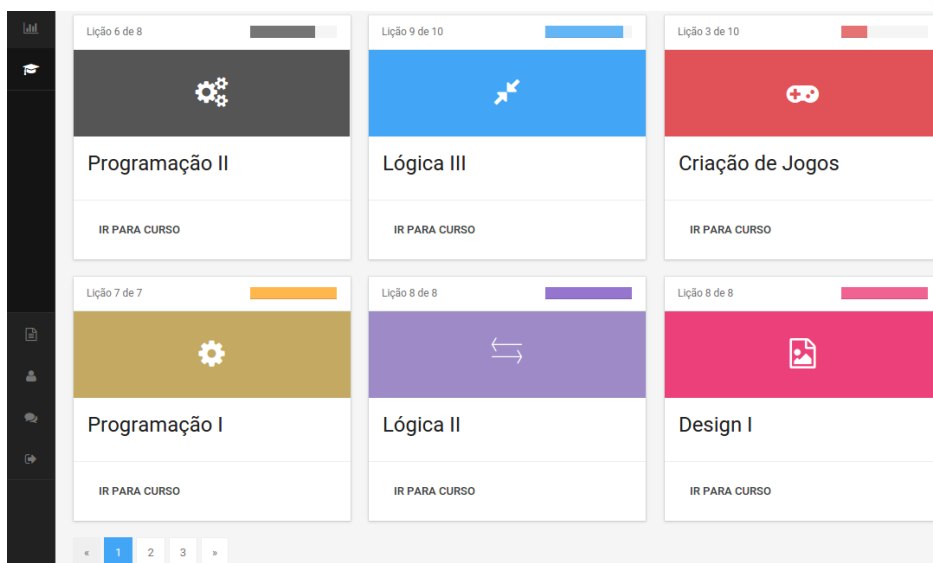 Lição 6 de 8
Lição 9 de 10
Lição 3 de 10
Programação II
Lógica III
Criação de Jogos
IR PARA CURSO
IR PARA CURSO
IR PARA CURSO
Lição 7 de 7
Lição 8 de 8
Lição 8 de 8
Programação I
Lógica II
Design I
IR PARA CURSO
IR PARA CURSO
IR PARA CURSO
« 1 2 3 »